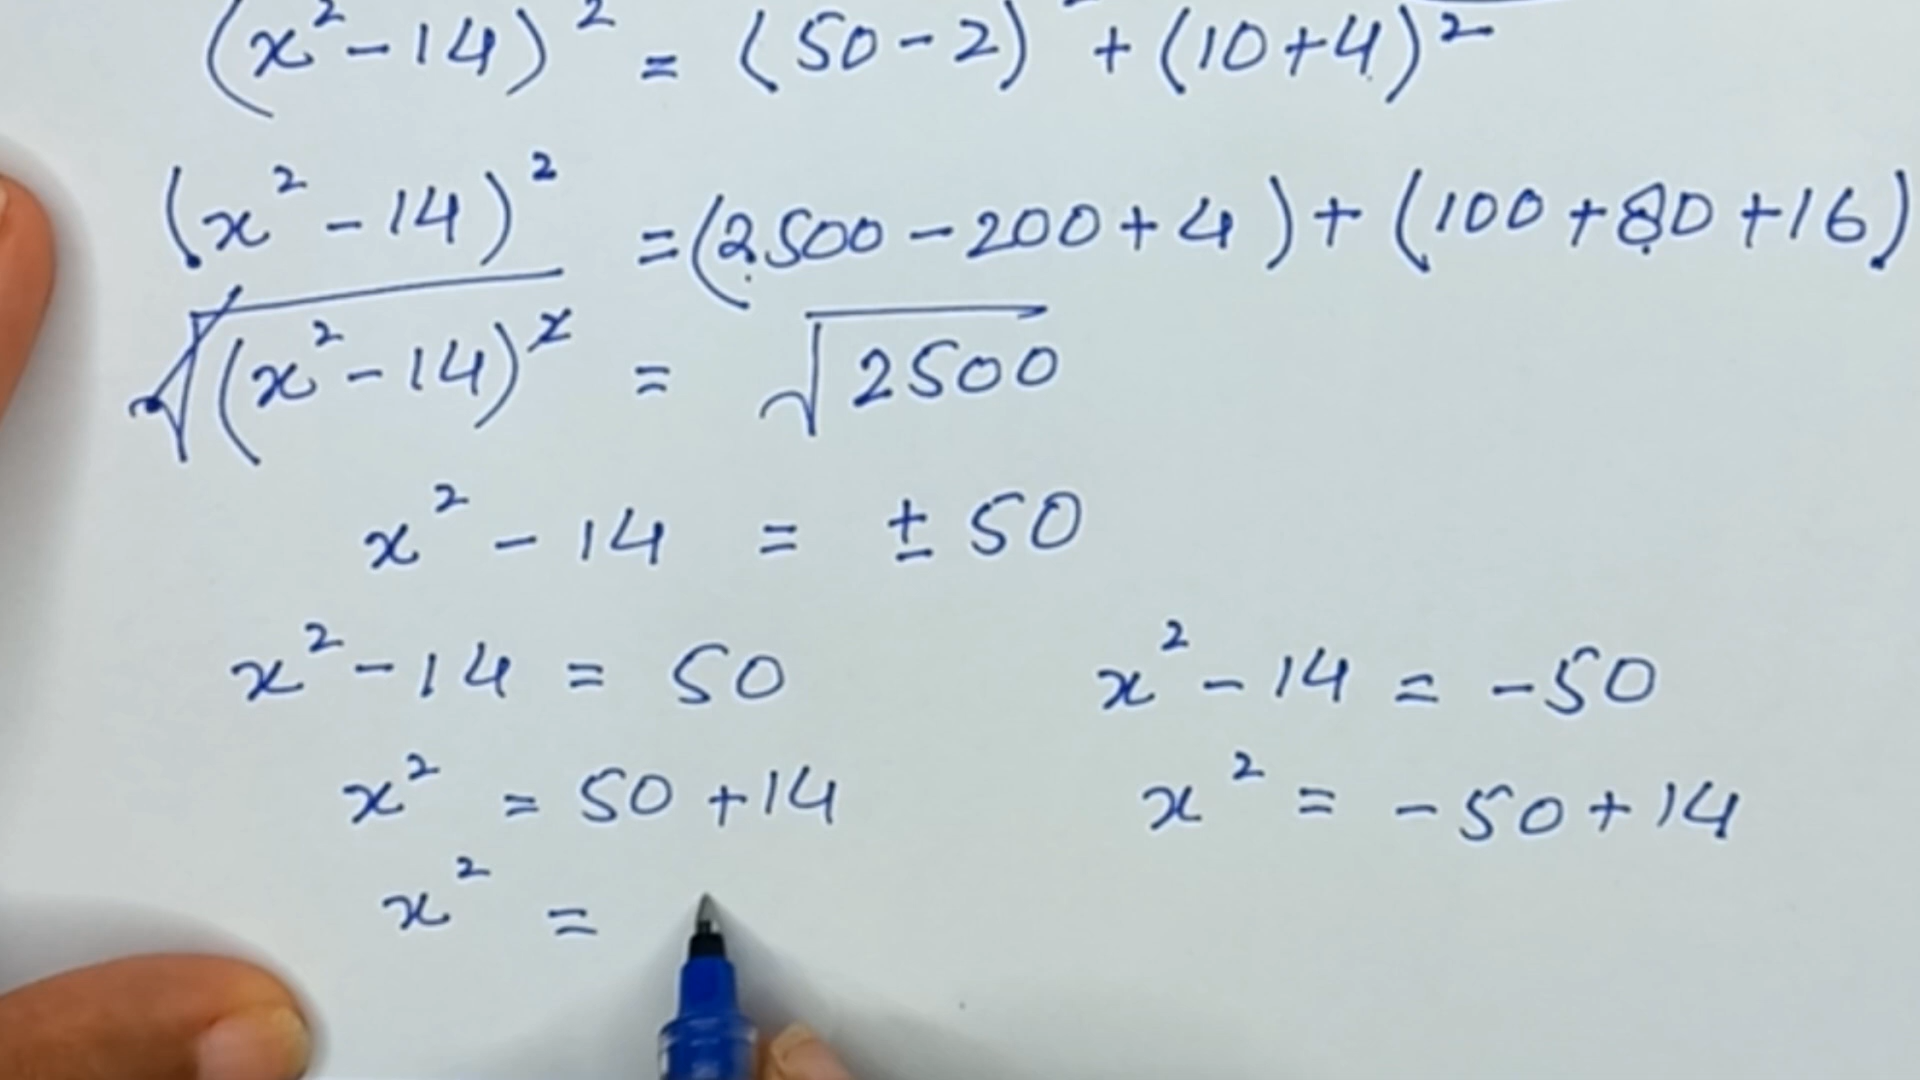 (x²-14)² = (50-2)² + (10+4)²
(x²-14)² = (2500-200+4) + (100+80+16)
√(x²-14)² = √2500
x² - 14 = ± 50
x²-14 = 50 x²-14 = -50
x² = 50+14 x² = -50+14
x² =